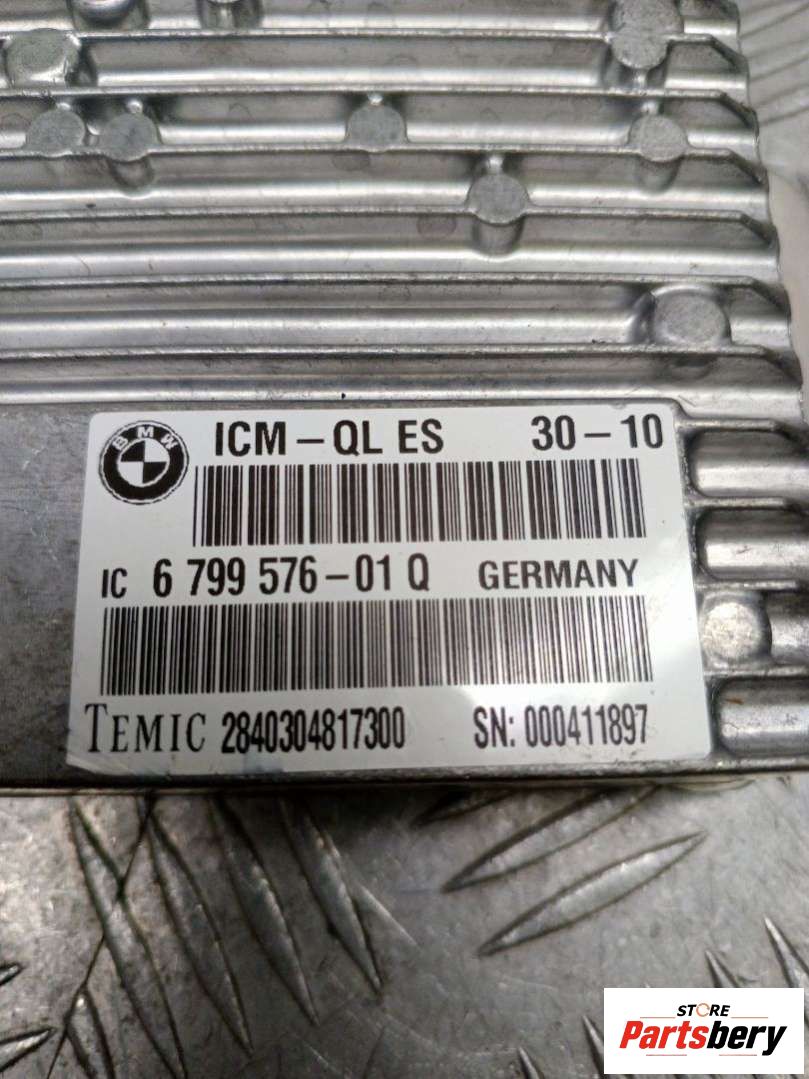 BMW
ICM-QL ES 30-10
IC 6 799 576-01 Q GERMANY
TEMIC 2840304817300 SN: 000411897
STORE
Partsbery